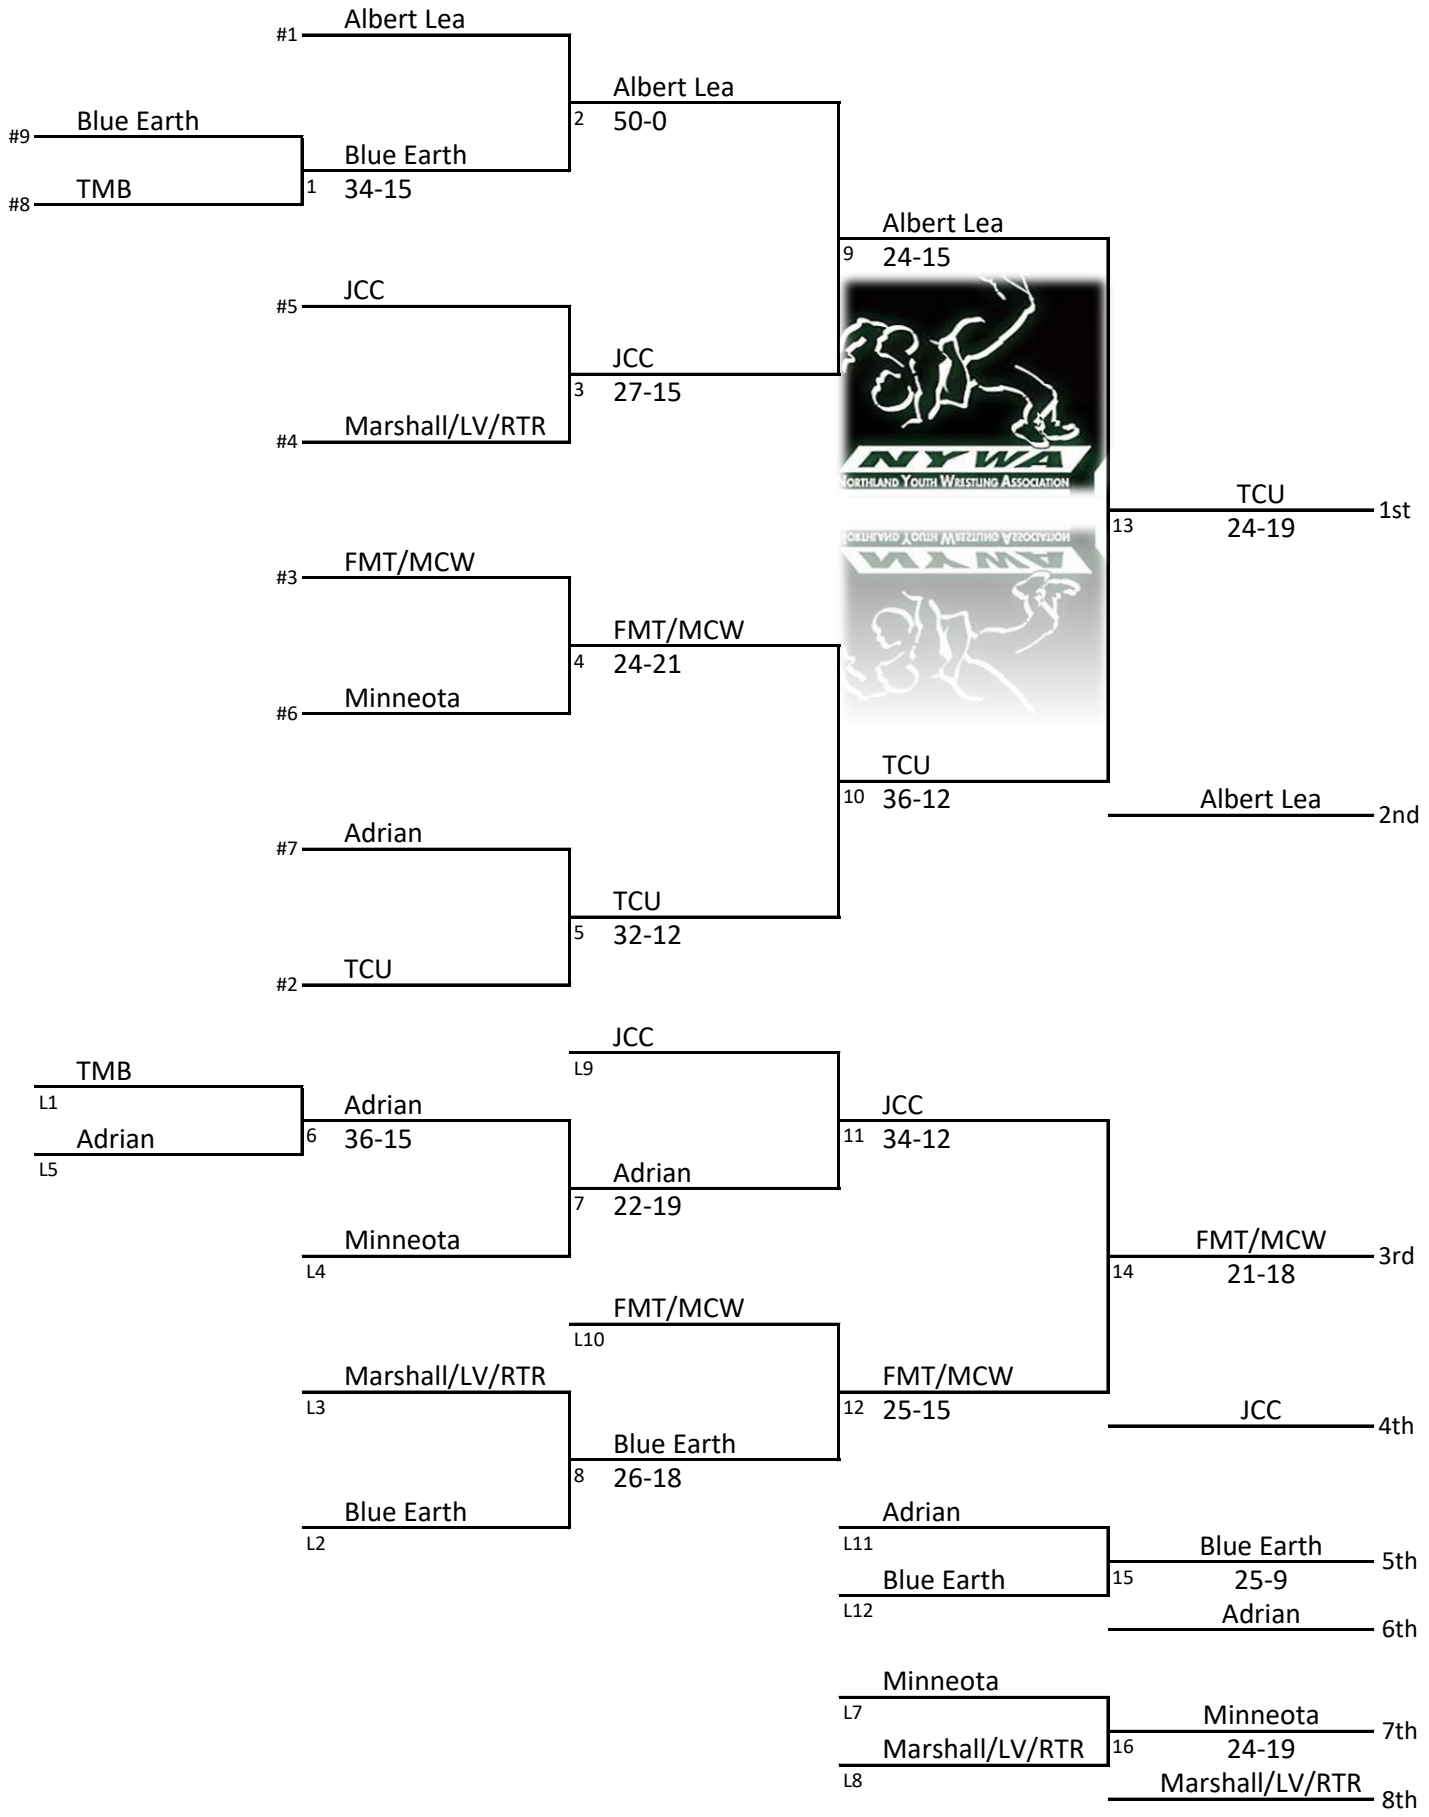 Albert Lea
#1
Albert Lea
2 50-0
Blue Earth
#9
Blue Earth
1 34-15
TMB
#8
Albert Lea
9 24-15
JCC
#5
JCC
3 27-15
Marshall/LV/RTR
#4
NYWA
NORTHLAND YOUTH WRESTLING ASSOCIATION
TCU
1st
13 24-19
NORTHLAND YOUTH WRESTLING ASSOCIATION
NYWA
FMT/MCW
#3
FMT/MCW
4 24-21
Minneota
#6
TCU
10 36-12
Albert Lea
2nd
Adrian
#7
TCU
5 32-12
TCU
#2
JCC
L9
TMB
L1
Adrian
6 36-15
Adrian
L5
JCC
11 34-12
Adrian
7 22-19
Minneota
L4
FMT/MCW
3rd
14 21-18
FMT/MCW
L10
Marshall/LV/RTR
L3
FMT/MCW
12 25-15
JCC
4th
Blue Earth
8 26-18
Blue Earth
L2
Adrian
L11
Blue Earth
5th
15 25-9
Blue Earth
L12
Adrian
6th
Minneota
L7
Minneota
7th
16 24-19
Marshall/LV/RTR
L8
Marshall/LV/RTR
8th